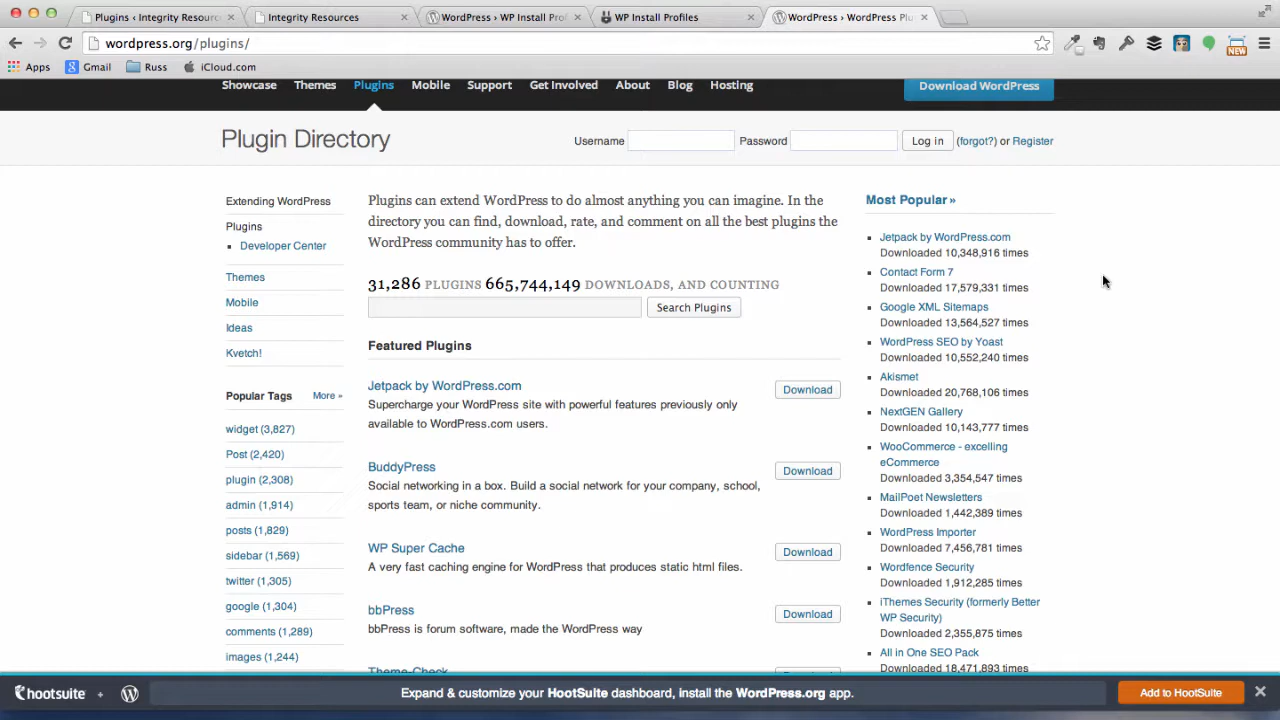 Plugins ‹ Integrity Resourc
Integrity Resources
WordPress › WP Install Prof
WP Install Profiles
WordPress › WordPress Plu
wordpress.org/plugins/
NEW
Apps
Gmail
Russ
iCloud.com
Showcase
Themes
Plugins
Mobile
Support
Get Involved
About
Blog
Hosting
Download WordPress
Plugin Directory
Username
Password
Log in
(forgot?) or Register
Extending WordPress
Plugins
Developer Center
Themes
Mobile
Ideas
Kvetch!
Popular Tags
More »
widget (3,827)
Post (2,420)
plugin (2,308)
admin (1,914)
posts (1,829)
sidebar (1,569)
twitter (1,305)
google (1,304)
comments (1,289)
images (1,244)
Plugins can extend WordPress to do almost anything you can imagine. In the
directory you can find, download, rate, and comment on all the best plugins the
WordPress community has to offer.
31,286 PLUGINS 665,744,149 DOWNLOADS, AND COUNTING
Search Plugins
Featured Plugins
Jetpack by WordPress.com
Download
Supercharge your WordPress site with powerful features previously only
available to WordPress.com users.
BuddyPress
Download
Social networking in a box. Build a social network for your company, school,
sports team, or niche community.
WP Super Cache
Download
A very fast caching engine for WordPress that produces static html files.
bbPress
Download
bbPress is forum software, made the WordPress way
Theme-Check
Most Popular »
Jetpack by WordPress.com
Downloaded 10,348,916 times
Contact Form 7
Downloaded 17,579,331 times
Google XML Sitemaps
Downloaded 13,564,527 times
WordPress SEO by Yoast
Downloaded 10,552,240 times
Akismet
Downloaded 20,768,106 times
NextGEN Gallery
Downloaded 10,143,777 times
WooCommerce - excelling
eCommerce
Downloaded 3,354,547 times
MailPoet Newsletters
Downloaded 1,442,389 times
WordPress Importer
Downloaded 7,456,781 times
Wordfence Security
Downloaded 1,912,285 times
iThemes Security (formerly Better
WP Security)
Downloaded 2,355,875 times
All in One SEO Pack
Downloaded 18,471,893 times
hootsuite +
Expand & customize your HootSuite dashboard, install the WordPress.org app.
Add to HootSuite